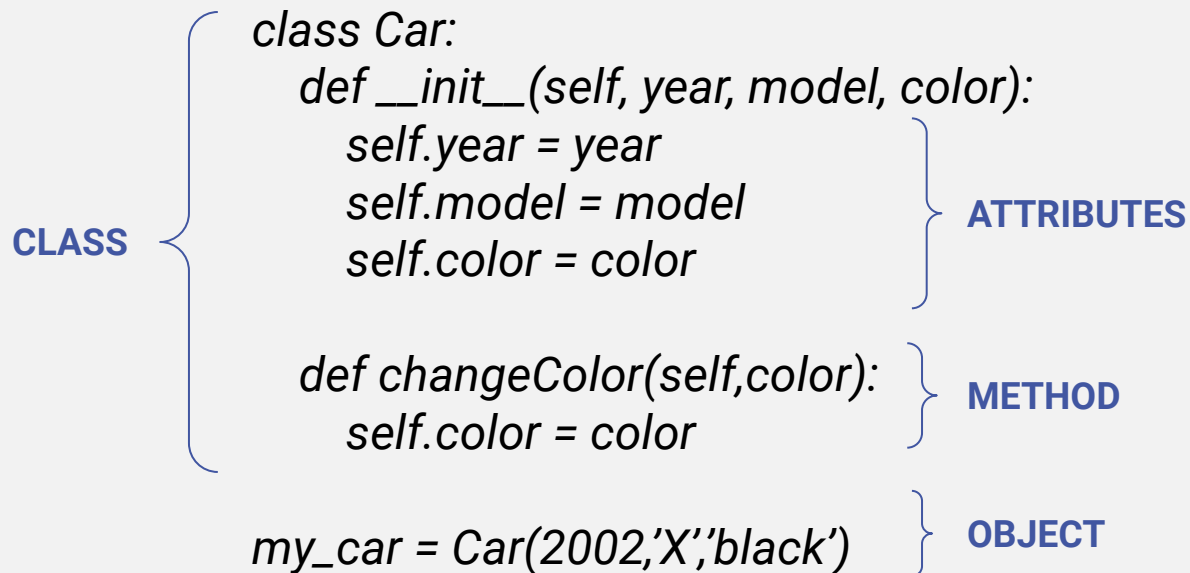 class Car:
def __init__(self, year, model, color):
self.year = year
self.model = model
self.color = color
ATTRIBUTES
CLASS
def changeColor(self,color):
self.color = color
METHOD
my_car = Car(2002,’X’,’black’)
OBJECT